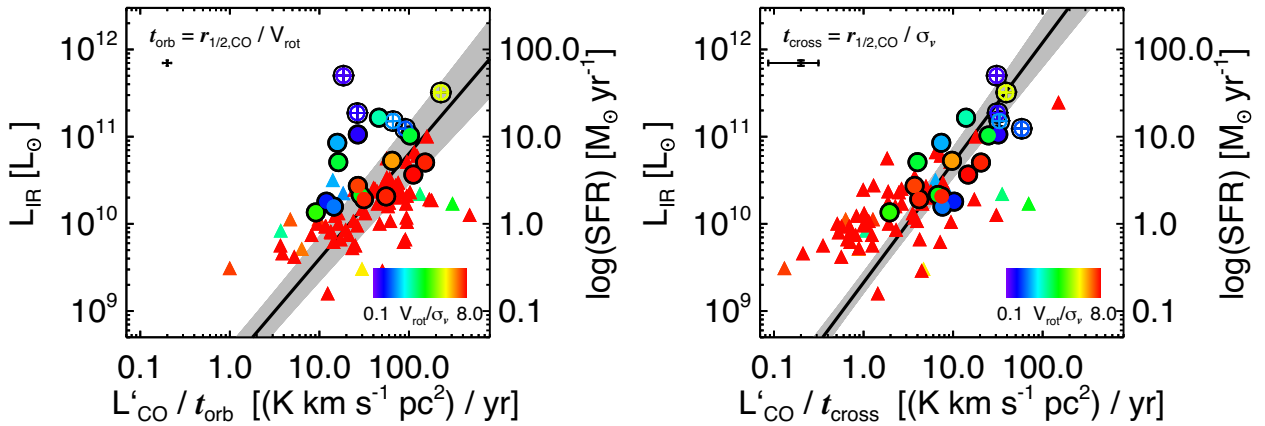 t_orb = r_1/2,CO / V_rot
10^12
10^11
10^10
10^9
L_IR [L_⊙]
100.0
10.0
1.0
0.1
log(SFR) [M_⊙ yr^-1]
0.1 V_rot/σ_v 8.0
0.1 1.0 10.0 100.0
L‘_CO / t_orb [(K km s^-1 pc^2) / yr]
t_cross = r_1/2,CO / σ_v
10^12
10^11
10^10
10^9
L_IR [L_⊙]
100.0
10.0
1.0
0.1
log(SFR) [M_⊙ yr^-1]
0.1 V_rot/σ_v 8.0
0.1 1.0 10.0 100.0
L‘_CO / t_cross [(K km s^-1 pc^2) / yr]